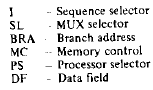 I - Sequence selector
SL - MUX selector
BRA - Branch address
MC - Memory control
PS - Processor selector
DF - Data field